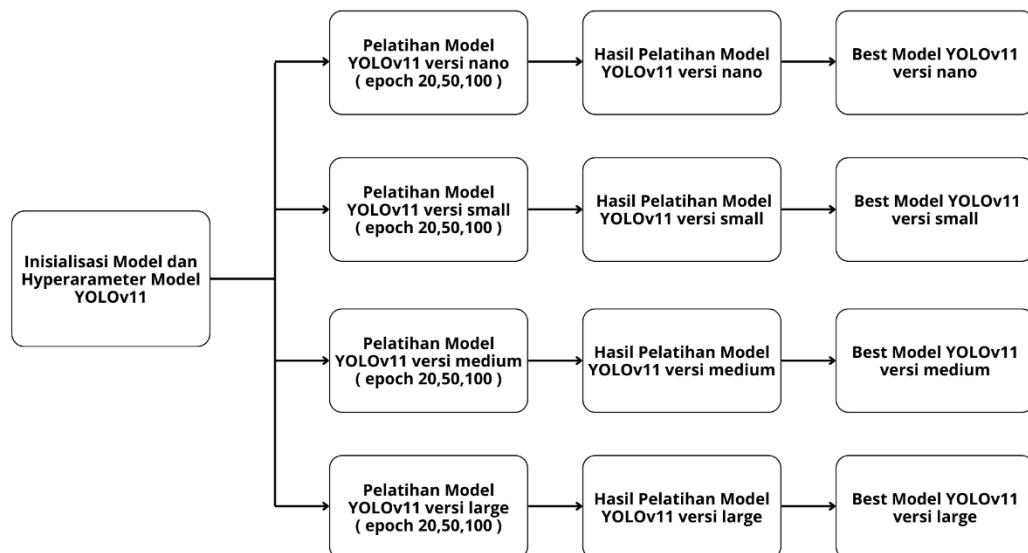 Pelatihan Model
YOLOv11 versi nano
( epoch 20,50,100 )
Hasil Pelatihan Model
YOLOv11 versi nano
Best Model YOLOv11
versi nano
Pelatihan Model
YOLOv11 versi small
( epoch 20,50,100 )
Hasil Pelatihan Model
YOLOv11 versi small
Best Model YOLOv11
versi small
Inisialisasi Model dan
Hyperarameter Model
YOLOv11
Pelatihan Model
YOLOv11 versi medium
( epoch 20,50,100 )
Hasil Pelatihan Model
YOLOv11 versi medium
Best Model YOLOv11
versi medium
Pelatihan Model
YOLOv11 versi large
( epoch 20,50,100 )
Hasil Pelatihan Model
YOLOv11 versi large
Best Model YOLOv11
versi large